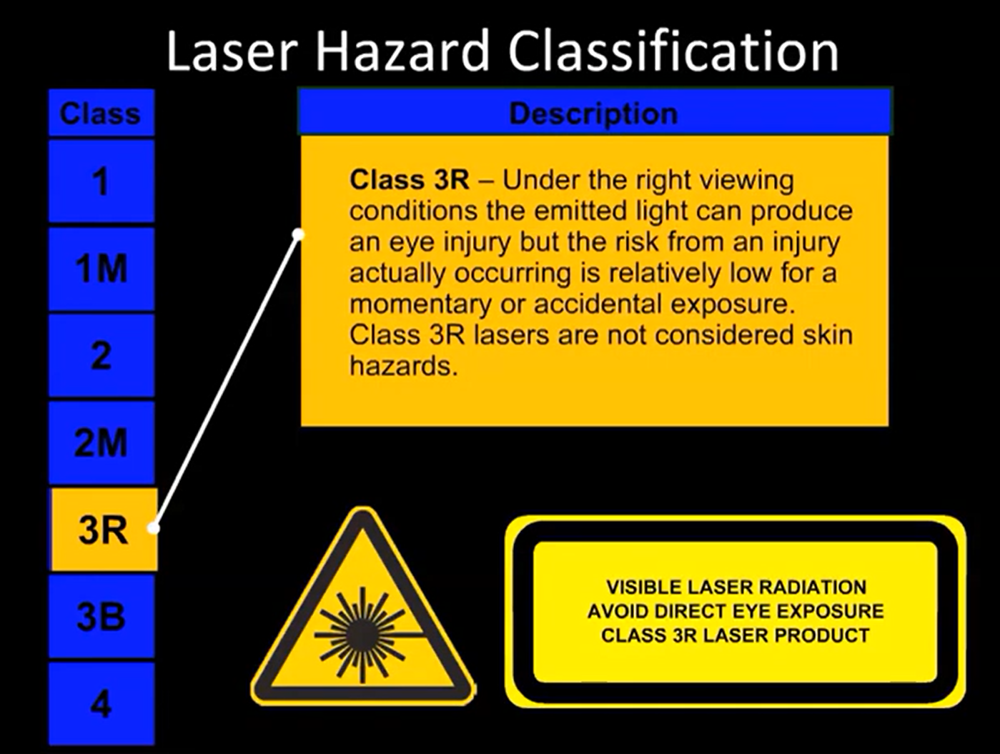 Laser Hazard Classification
Class
1
1M
2
2M
3R
3B
4
Description
Class 3R – Under the right viewing
conditions the emitted light can produce
an eye injury but the risk from an injury
actually occurring is relatively low for a
momentary or accidental exposure.
Class 3R lasers are not considered skin
hazards.
VISIBLE LASER RADIATION
AVOID DIRECT EYE EXPOSURE
CLASS 3R LASER PRODUCT